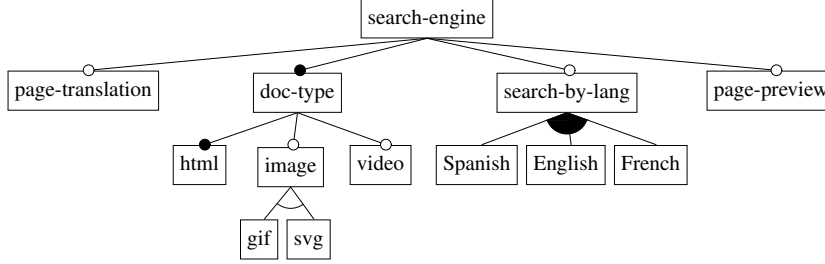 search-engine
page-translation doc-type search-by-lang page-preview
html image video Spanish English French
gif svg